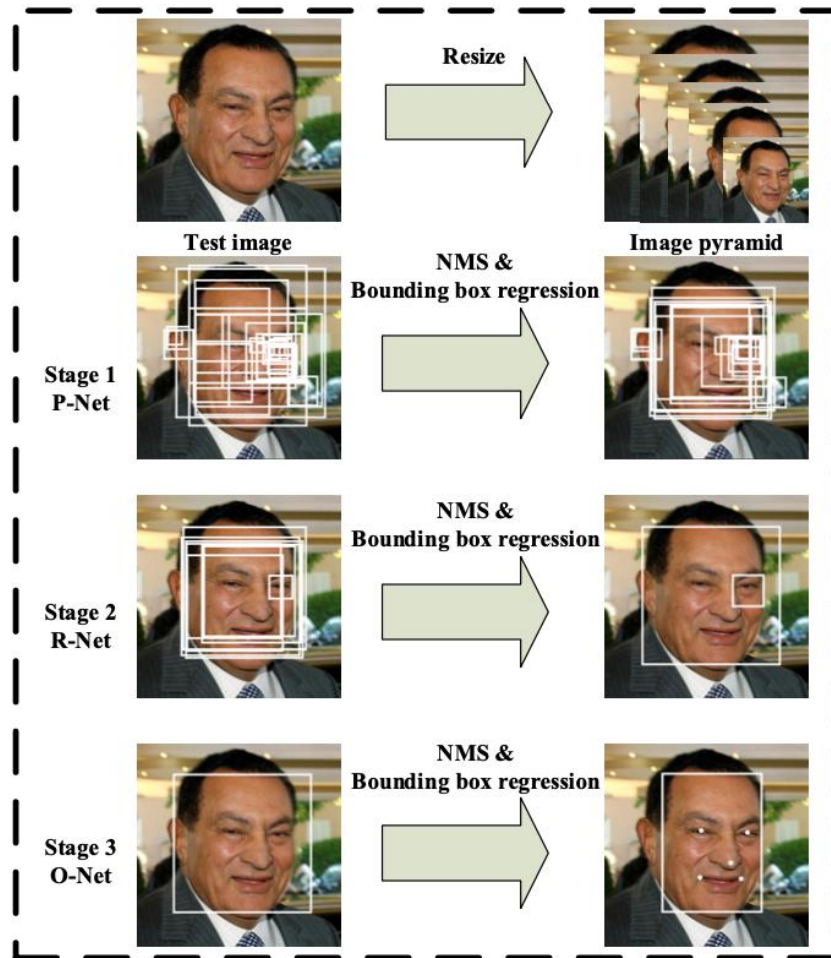 Resize
Test image
Image pyramid
NMS &
Bounding box regression
Stage 1
P-Net
NMS &
Bounding box regression
Stage 2
R-Net
NMS &
Bounding box regression
Stage 3
O-Net